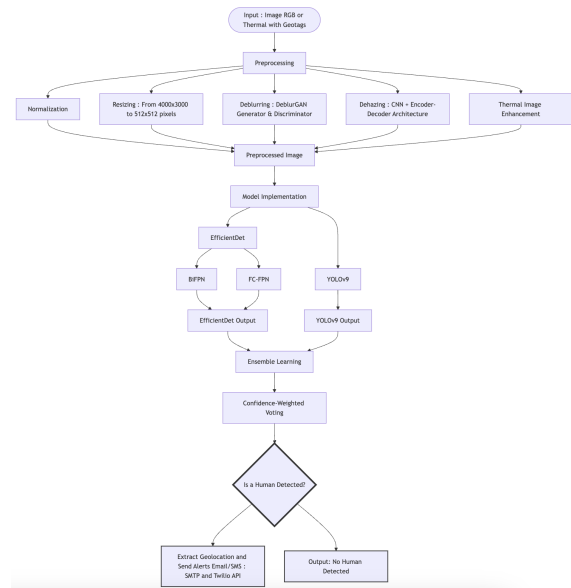 Input : Image RGB or
Thermal with Geotags
Preprocessing
Normalization
Resizing : From 4000x3000
to 512x512 pixels
Deblurring : DeblurGAN
Generator & Discriminator
Dehazing : CNN + Encoder-
Decoder Architecture
Thermal Image
Enhancement
Preprocessed Image
Model Implementation
EfficientDet
BiFPN
FC-FPN
YOLOv9
EfficientDet Output
YOLOv9 Output
Ensemble Learning
Confidence-Weighted
Voting
Is a Human Detected?
Extract Geolocation and
Send Alerts Email/SMS :
SMTP and Twilio API
Output: No Human
Detected